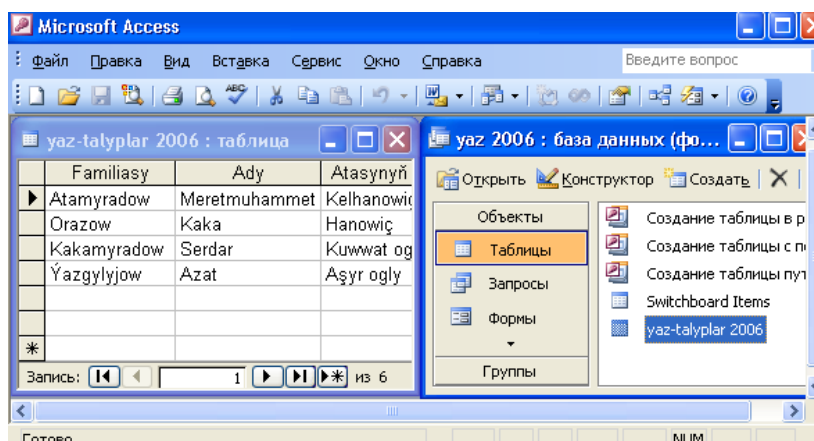 Microsoft Access
Файл Правка Вид Вставка Сервис Окно Справка Введите вопрос
yaz-talyplar 2006 : таблица
Familiasy Ady Atasynyň
Atamyradow Meretmuhammet Kelhanowiç
Orazow Kaka Hanowiç
Kakamyradow Serdar Kuwwat og
Ýazgylyjow Azat Aşyr ogly
Запись: 1 из 6
yaz 2006 : база данных (фо...
Открыть Конструктор Создать
Объекты
Таблицы
Запросы
Формы
Группы
Создание таблицы в р
Создание таблицы с п
Создание таблицы пут
Switchboard Items
yaz-talyplar 2006
Готово NUM